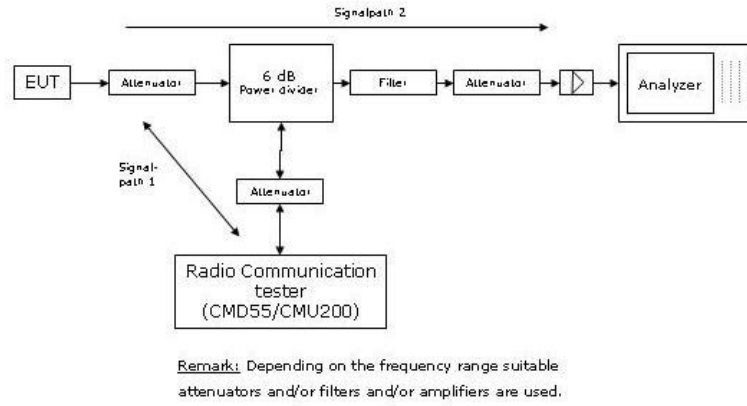 Signalpath 2
EUT
Attenuator
6 dB
Power divider
Filter
Attenuator
Analyzer
Signal-
path 1
Attenuator
Radio Communication
tester
(CMD55/CMU200)
Remark: Depending on the frequency range suitable
attenuators and/or filters and/or amplifiers are used.